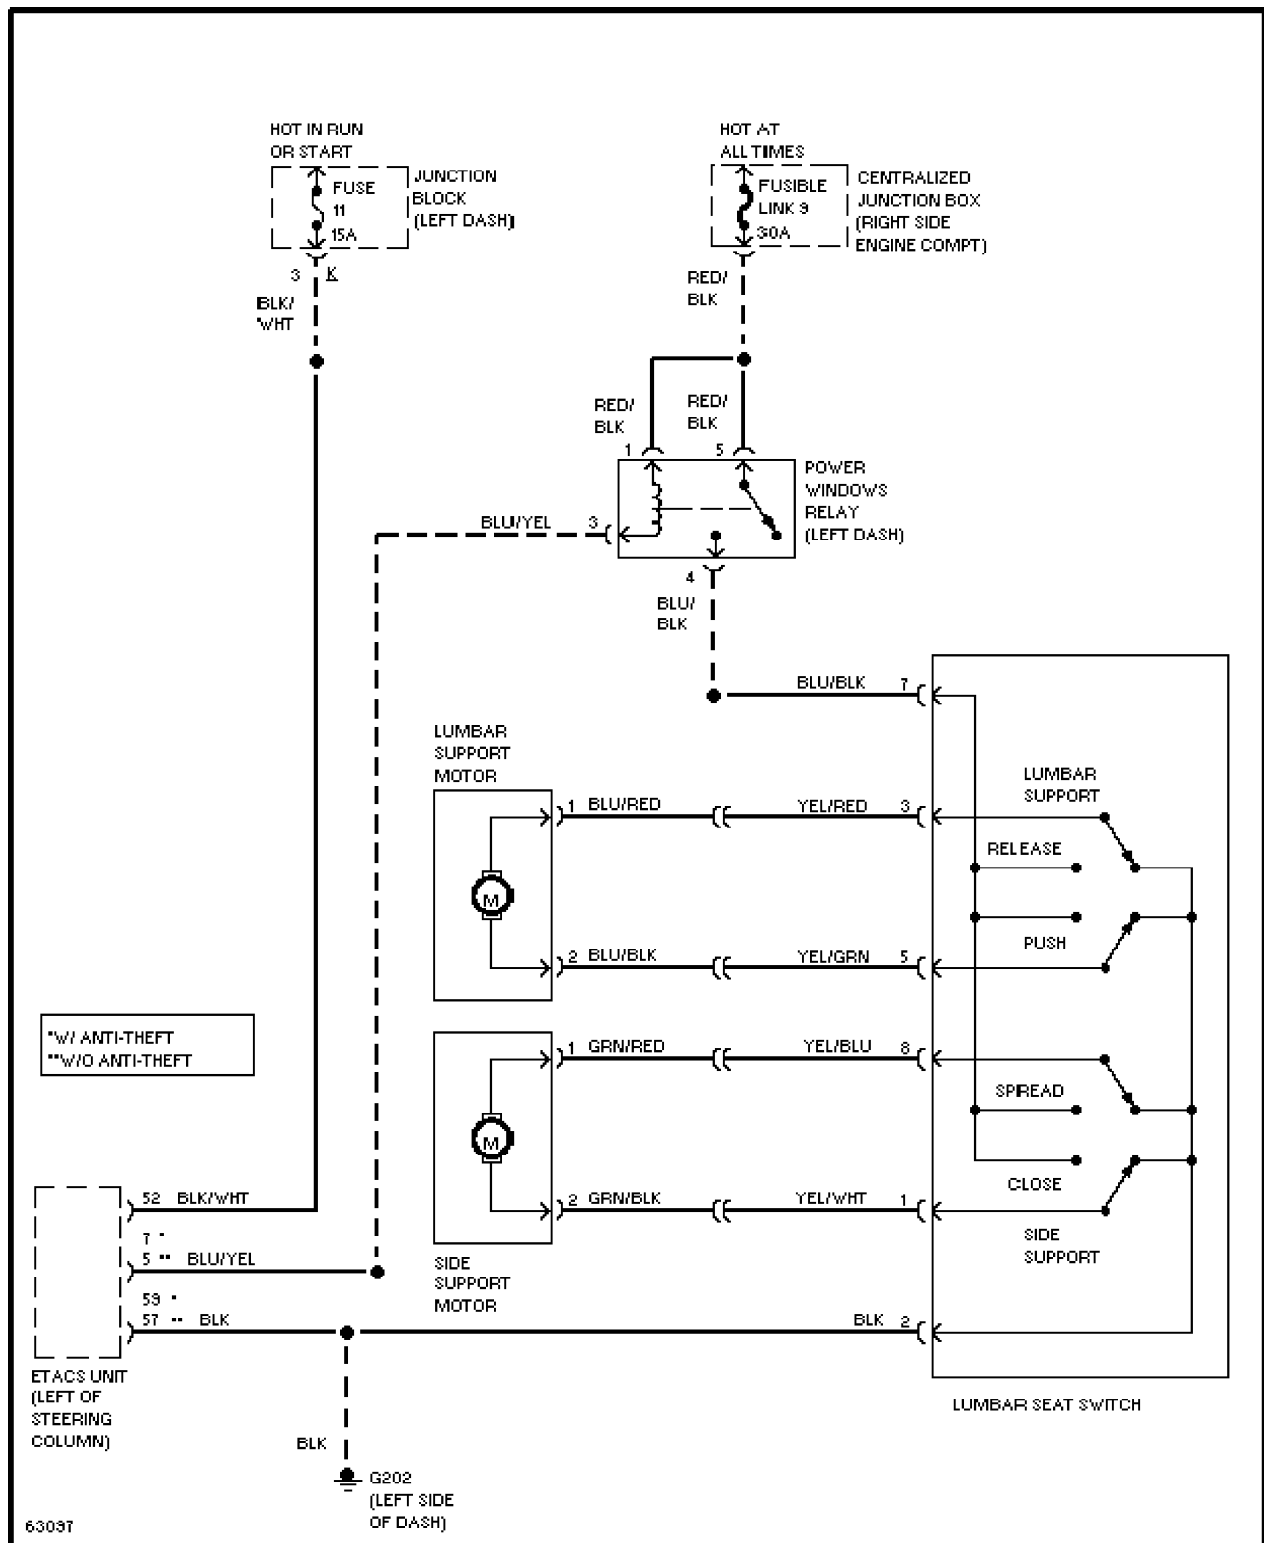 HOT IN RUN
OR START
FUSE
11
15A
JUNCTION
BLOCK
(LEFT DASH)
3 K
BLK/
WHT
HOT AT
ALL TIMES
FUSIBLE
LINK 9
30A
CENTRALIZED
JUNCTION BOX
(RIGHT SIDE
ENGINE COMPT)
RED/
BLK
RED/
BLK
RED/
BLK
1
5
POWER
WINDOWS
RELAY
(LEFT DASH)
BLU/YEL 3
4
BLU/
BLK
BLU/BLK 7
LUMBAR
SUPPORT
MOTOR
LUMBAR
SUPPORT
1 BLU/RED
YEL/RED 3
RELEASE
M
PUSH
2 BLU/BLK
YEL/GRN 5
*W/ ANTI-THEFT
**W/O ANTI-THEFT
1 GRN/RED
YEL/BLU 8
SPIREAD
M
CLOSE
2 GRN/BLK
YEL/WHT 1
SIDE
SUPPORT
SIDE
SUPPORT
MOTOR
52 BLK/WHT
7 *
5 ** BLU/YEL
59 *
57 ** BLK
BLK 2
ETACS UNIT
(LEFT OF
STEERING
COLUMN)
LUMBAR SEAT SWITCH
BLK
G202
(LEFT SIDE
OF DASH)
63097